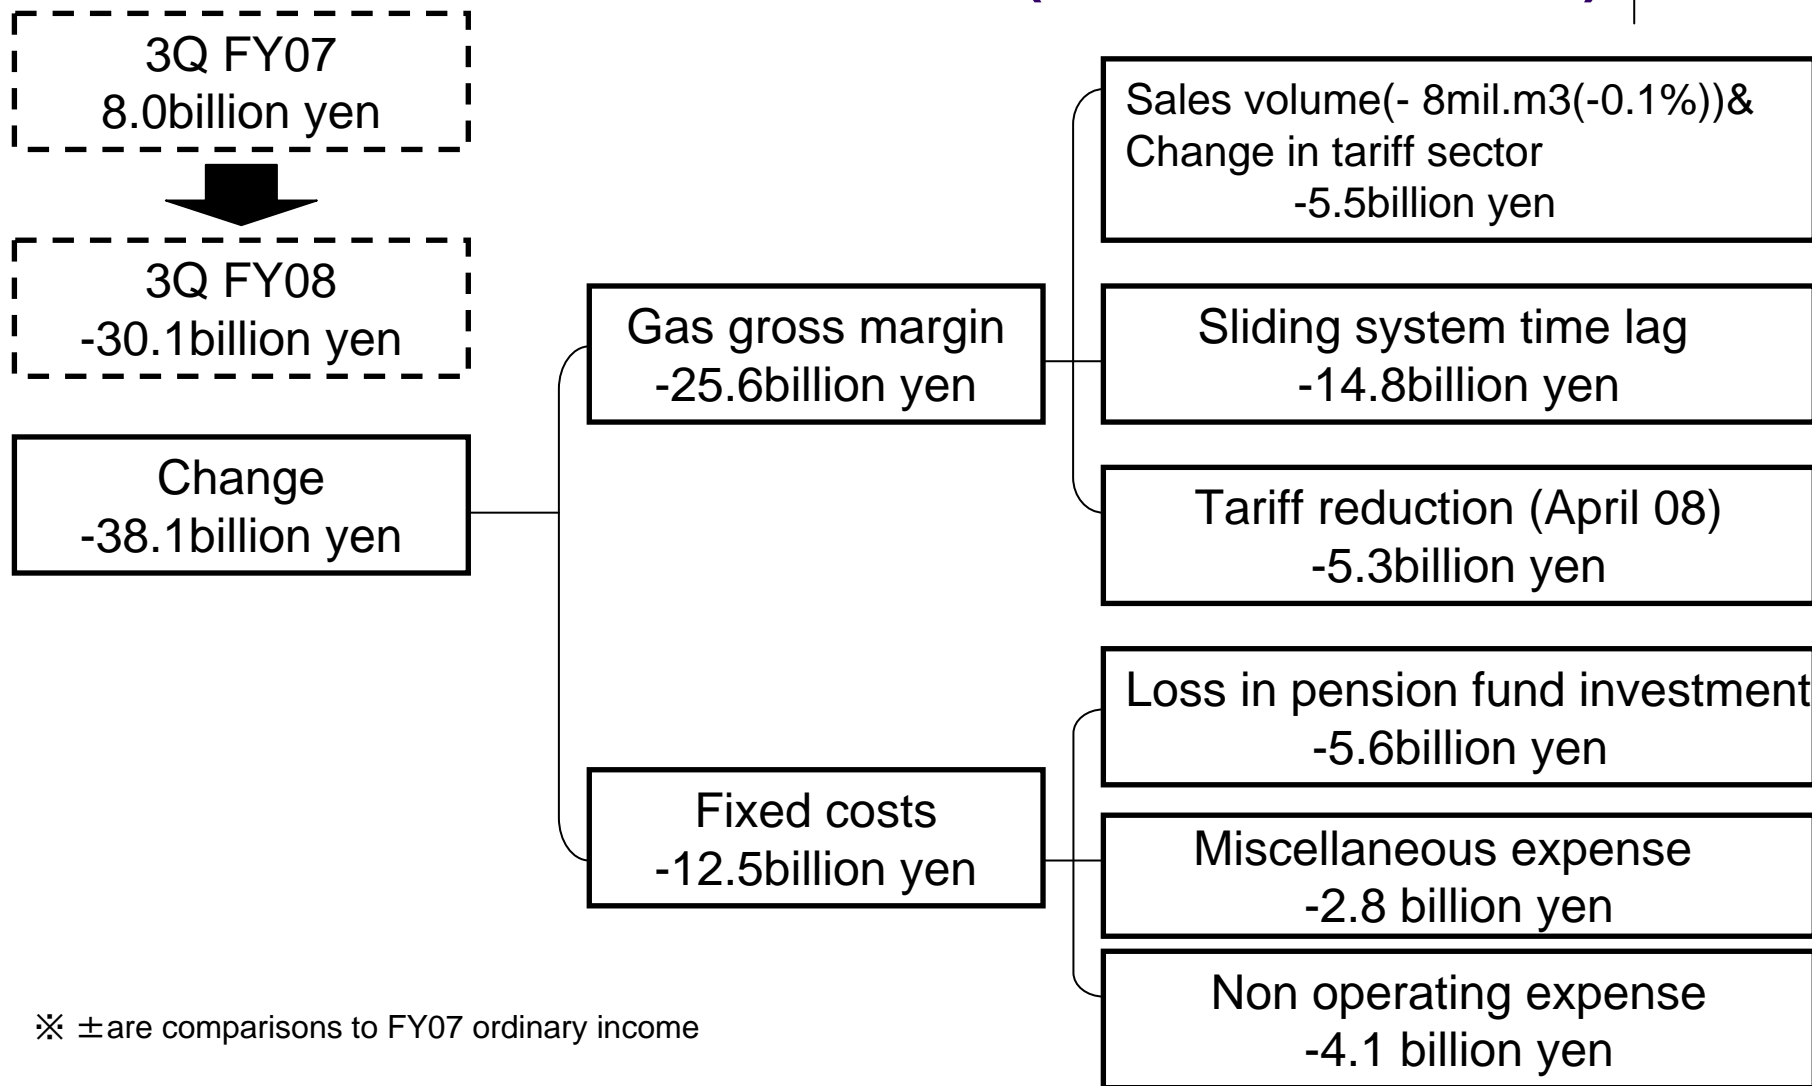 3Q FY07
8.0billion yen
3Q FY08
-30.1billion yen
Change
-38.1billion yen
Gas gross margin
-25.6billion yen
Fixed costs
-12.5billion yen
Sales volume(- 8mil.m3(-0.1%))&
Change in tariff sector
-5.5billion yen
Sliding system time lag
-14.8billion yen
Tariff reduction (April 08)
-5.3billion yen
Loss in pension fund investment
-5.6billion yen
Miscellaneous expense
-2.8 billion yen
Non operating expense
-4.1 billion yen
※ ±are comparisons to FY07 ordinary income